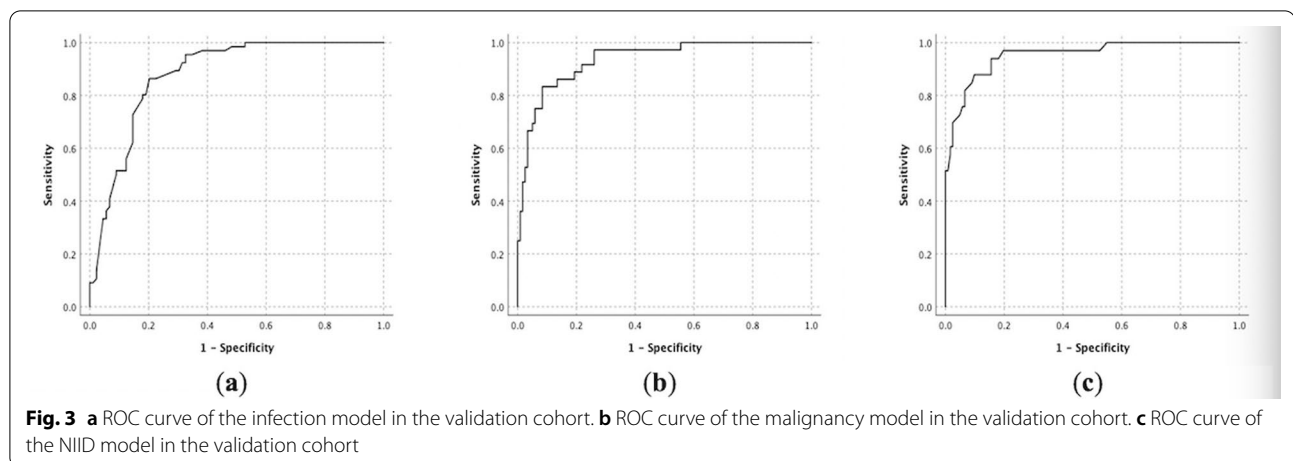 1.0
0.8
0.6
0.4
0.2
0.0
Sensitivity
0.0 0.2 0.4 0.6 0.8 1.0
1 – Specificity
(a)
1.0
0.8
0.6
0.4
0.2
0.0
Sensitivity
0.0 0.2 0.4 0.6 0.8 1.0
1 – Specificity
(b)
1.0
0.8
0.6
0.4
0.2
0.0
Sensitivity
0.0 0.2 0.4 0.6 0.8 1.0
1 – Specificity
(c)
Fig. 3 a ROC curve of the infection model in the validation cohort. b ROC curve of the malignancy model in the validation cohort. c ROC curve of
the NIID model in the validation cohort